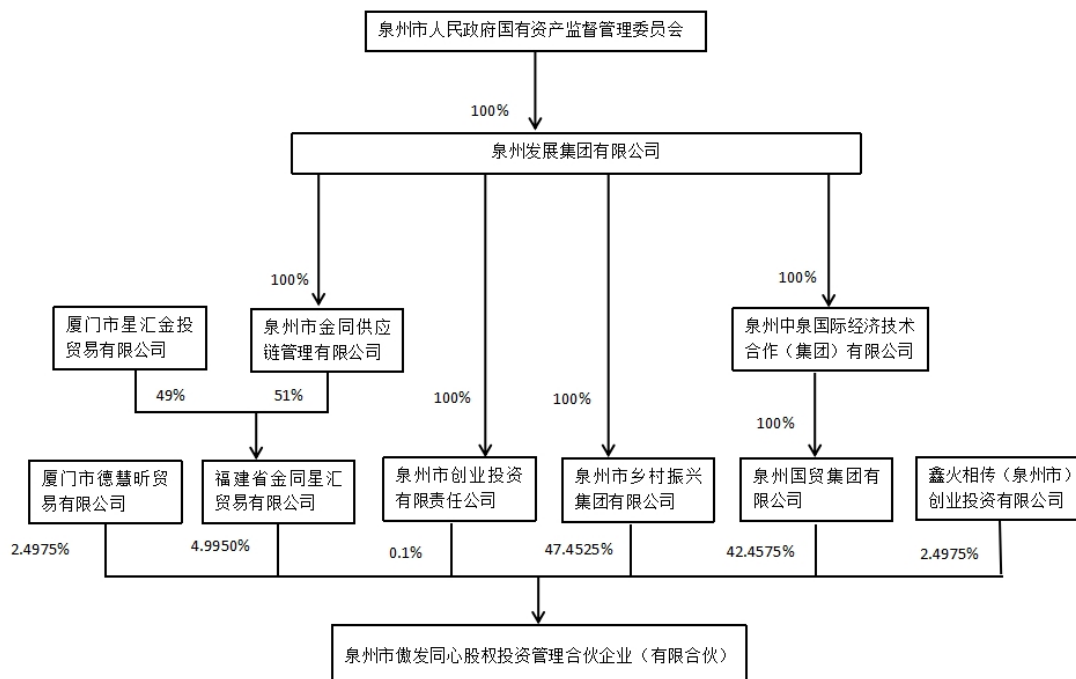 泉州市人民政府国有资产监督管理委员会
100%
泉州发展集团有限公司
100%
100%
厦门市星汇金投
贸易有限公司
泉州市金同供应
链管理有限公司
泉州中泉国际经济技术
合作（集团）有限公司
49%
51%
100%
100%
100%
厦门市德慧昕贸
易有限公司
福建省金同星汇
贸易有限公司
泉州市创业投资
有限责任公司
泉州市乡村振兴
集团有限公司
泉州国贸集团有
限公司
鑫火相传（泉州市）
创业投资有限公司
2.4975%
4.9950%
0.1%
47.4525%
42.4575%
2.4975%
泉州市傲发同心股权投资管理合伙企业（有限合伙）